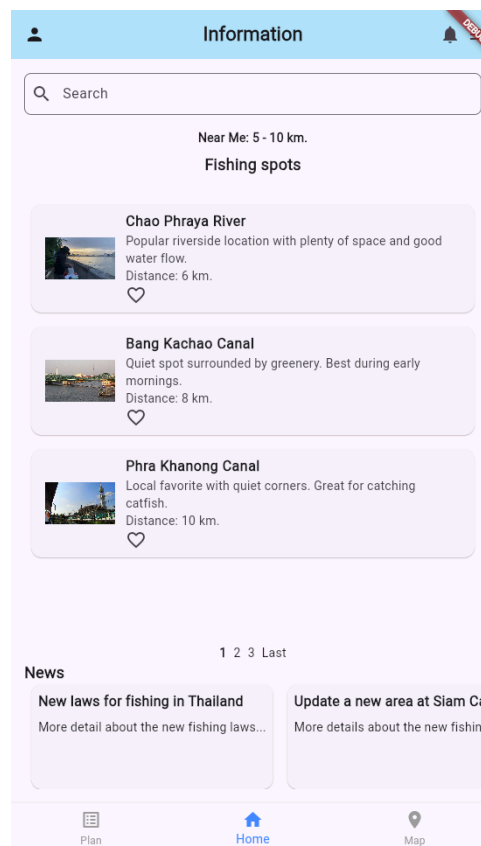 Information
Search
Near Me: 5 - 10 km.
Fishing spots
Chao Phraya River
Popular riverside location with plenty of space and good
water flow.
Distance: 6 km.
Bang Kachao Canal
Quiet spot surrounded by greenery. Best during early
mornings.
Distance: 8 km.
Phra Khanong Canal
Local favorite with quiet corners. Great for catching
catfish.
Distance: 10 km.
1 2 3 Last
News
New laws for fishing in Thailand
More detail about the new fishing laws...
Update a new area at Siam
More details about the new
Plan
Home
Map